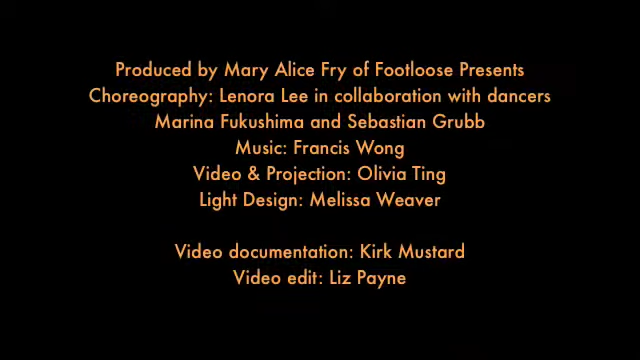 Produced by Mary Alice Fry of Footloose Presents
Choreography: Lenora Lee in collaboration with dancers
Marina Fukushima and Sebastian Grubb
Music: Francis Wong
Video & Projection: Olivia Ting
Light Design: Melissa Weaver
Video documentation: Kirk Mustard
Video edit: Liz Payne